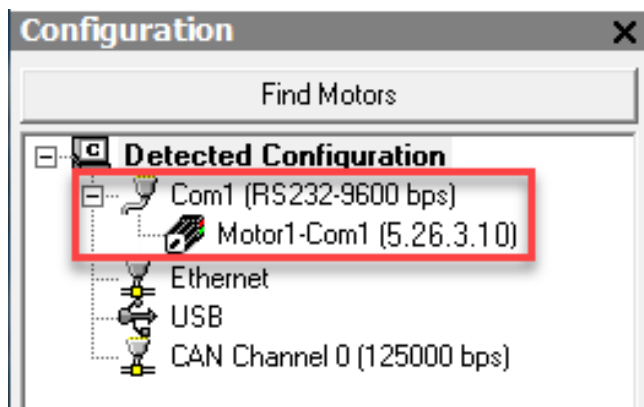 Configuration
Find Motors
Detected Configuration
Com1 (RS232-9600 bps)
Motor1-Com1 (5.26.3.10)
Ethernet
USB
CAN Channel 0 (125000 bps)